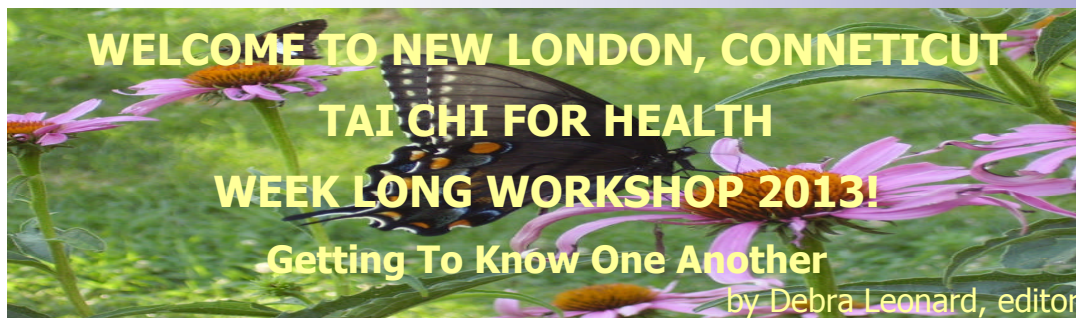 WELCOME TO NEW LONDON, CONNETICUT
TAI CHI FOR HEALTH
WEEK LONG WORKSHOP 2013!
Getting To Know One Another
by Debra Leonard, editor